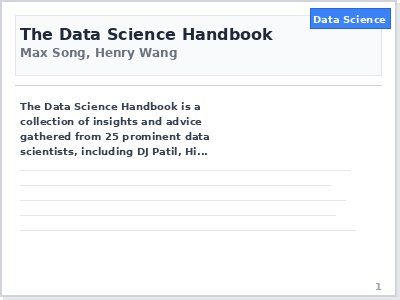 Data Science
The Data Science Handbook
Max Song, Henry Wang
The Data Science Handbook is a
collection of insights and advice
gathered from 25 prominent data
scientists, including DJ Patil, Hi...
1